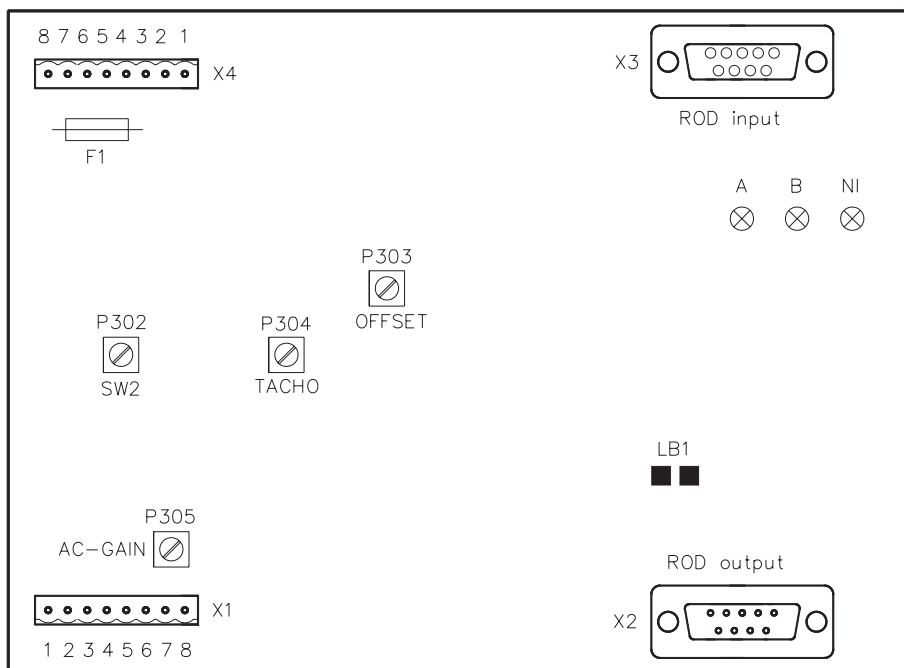 8 7 6 5 4 3 2 1
X4
X3
ROD input
F1
A B NI
P303
OFFSET
P302
SW2
P304
TACHO
LB1
P305
AC-GAIN
ROD output
X1
X2
1 2 3 4 5 6 7 8